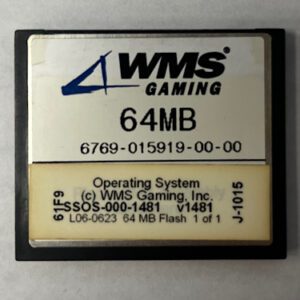 WMS®
GAMING
64MB
6769-015919-00-00
61F9
Operating System
(c) WMS Gaming, Inc.
SSOS-000-1481 v1481
L06-0623 64 MB Flash 1 of 1
J-1015